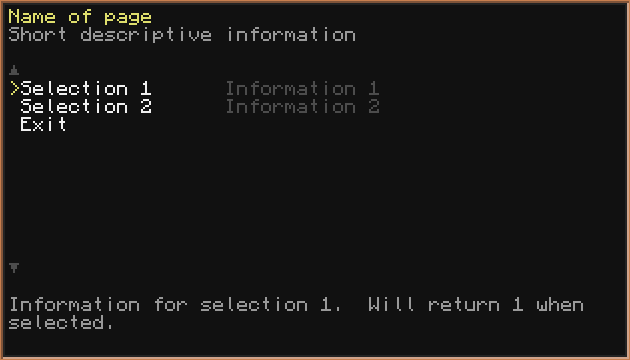 Name of page
Short descriptive information
>Selection 1 Information 1
Selection 2 Information 2
Exit
Information for selection 1. Will return 1 when
selected.